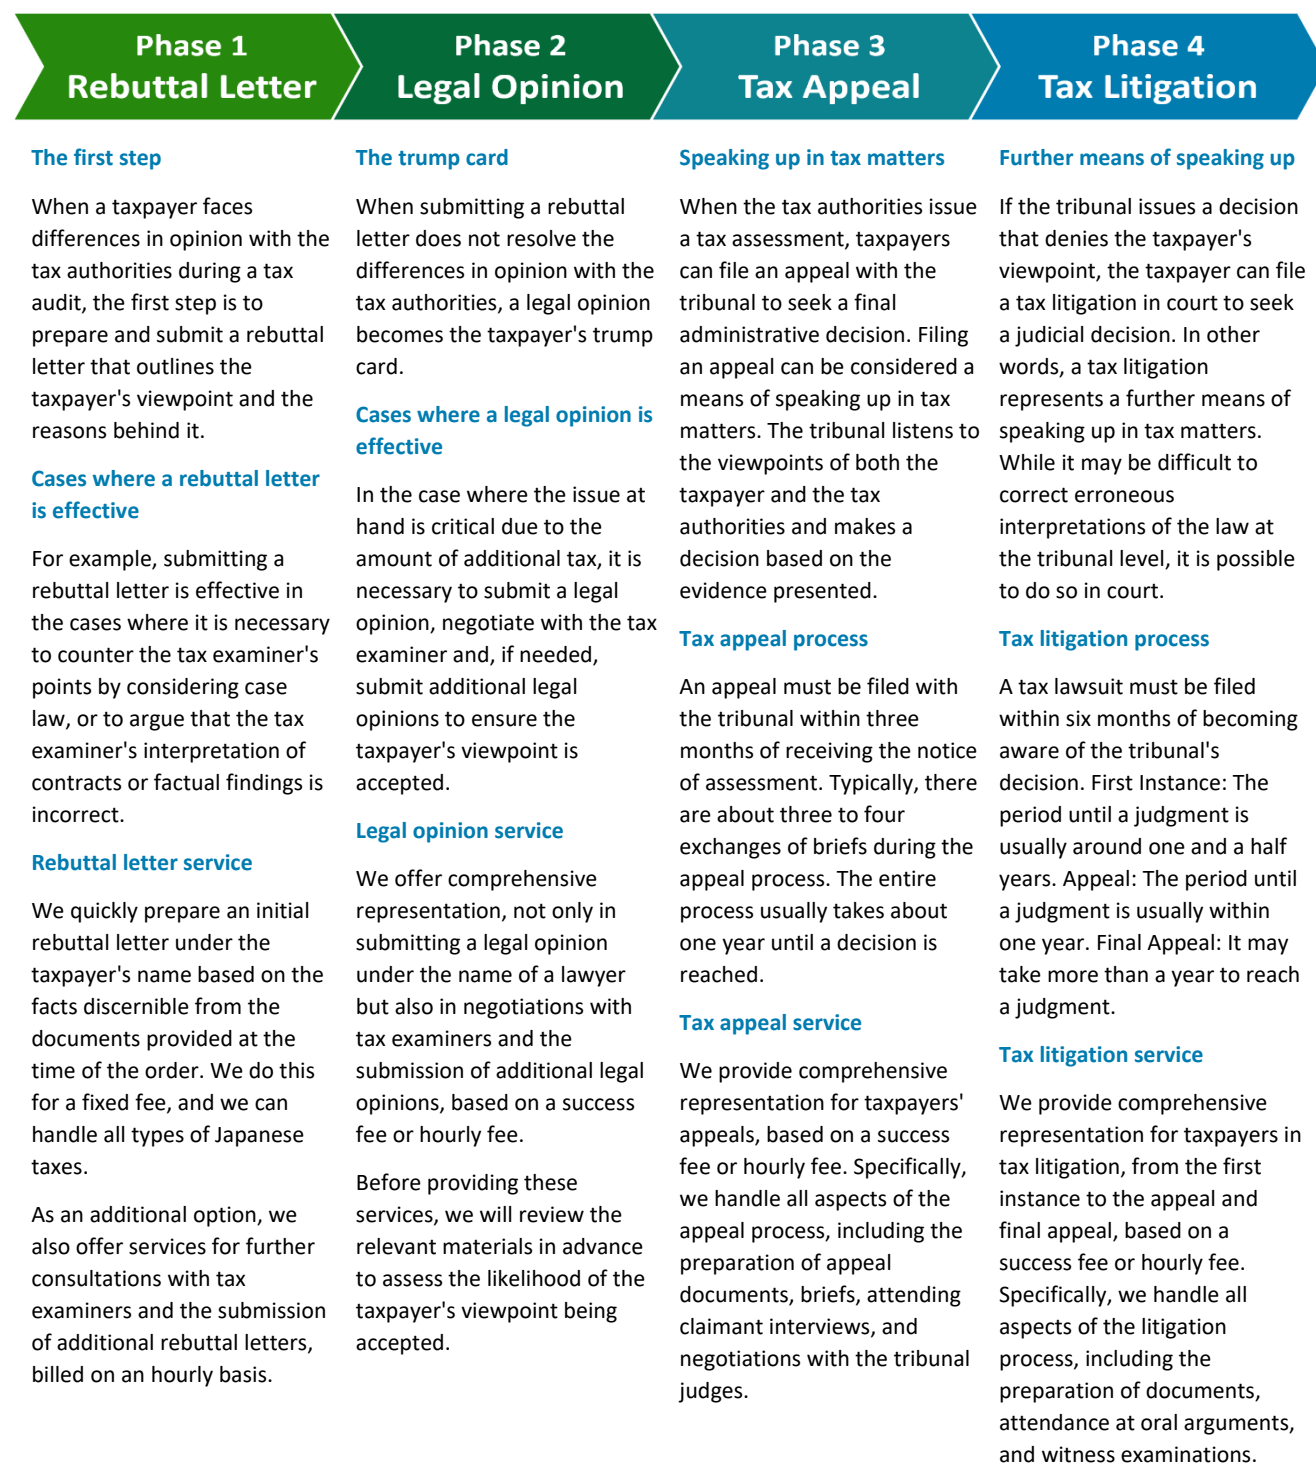 Phase 1
Rebuttal Letter
Phase 2
Legal Opinion
Phase 3
Tax Appeal
Phase 4
Tax Litigation
The first step
When a taxpayer faces
differences in opinion with the
tax authorities during a tax
audit, the first step is to
prepare and submit a rebuttal
letter that outlines the
taxpayer's viewpoint and the
reasons behind it.
Cases where a rebuttal letter
is effective
For example, submitting a
rebuttal letter is effective in
the cases where it is necessary
to counter the tax examiner's
points by considering case
law, or to argue that the tax
examiner's interpretation of
contracts or factual findings is
incorrect.
Rebuttal letter service
We quickly prepare an initial
rebuttal letter under the
taxpayer's name based on the
facts discernible from the
documents provided at the
time of the order. We do this
for a fixed fee, and we can
handle all types of Japanese
taxes.
As an additional option, we
also offer services for further
consultations with tax
examiners and the submission
of additional rebuttal letters,
billed on an hourly basis.
The trump card
When submitting a rebuttal
letter does not resolve the
differences in opinion with the
tax authorities, a legal opinion
becomes the taxpayer's trump
card.
Cases where a legal opinion is
effective
In the case where the issue at
hand is critical due to the
amount of additional tax, it is
necessary to submit a legal
opinion, negotiate with the tax
examiner and, if needed,
submit additional legal
opinions to ensure the
taxpayer's viewpoint is
accepted.
Legal opinion service
We offer comprehensive
representation, not only in
submitting a legal opinion
under the name of a lawyer
but also in negotiations with
tax examiners and the
submission of additional legal
opinions, based on a success
fee or hourly fee.
Before providing these
services, we will review the
relevant materials in advance
to assess the likelihood of the
taxpayer's viewpoint being
accepted.
Speaking up in tax matters
When the tax authorities issue
a tax assessment, taxpayers
can file an appeal with the
tribunal to seek a final
administrative decision. Filing
an appeal can be considered a
means of speaking up in tax
matters. The tribunal listens to
the viewpoints of both the
taxpayer and the tax
authorities and makes a
decision based on the
evidence presented.
Tax appeal process
An appeal must be filed with
the tribunal within three
months of receiving the notice
of assessment. Typically, there
are about three to four
exchanges of briefs during the
appeal process. The entire
process usually takes about
one year until a decision is
reached.
Tax appeal service
We provide comprehensive
representation for taxpayers'
appeals, based on a success
fee or hourly fee. Specifically,
we handle all aspects of the
appeal process, including the
preparation of appeal
documents, briefs, attending
claimant interviews, and
negotiations with the tribunal
judges.
Further means of speaking up
If the tribunal issues a decision
that denies the taxpayer's
viewpoint, the taxpayer can file
a tax litigation in court to seek
a judicial decision. In other
words, a tax litigation
represents a further means of
speaking up in tax matters.
While it may be difficult to
correct erroneous
interpretations of the law at
the tribunal level, it is possible
to do so in court.
Tax litigation process
A tax lawsuit must be filed
within six months of becoming
aware of the tribunal's
decision. First Instance: The
period until a judgment is
usually around one and a half
years. Appeal: The period until
a judgment is usually within
one year. Final Appeal: It may
take more than a year to reach
a judgment.
Tax litigation service
We provide comprehensive
representation for taxpayers in
tax litigation, from the first
instance to the appeal and
final appeal, based on a
success fee or hourly fee.
Specifically, we handle all
aspects of the litigation
process, including the
preparation of documents,
attendance at oral arguments,
and witness examinations.